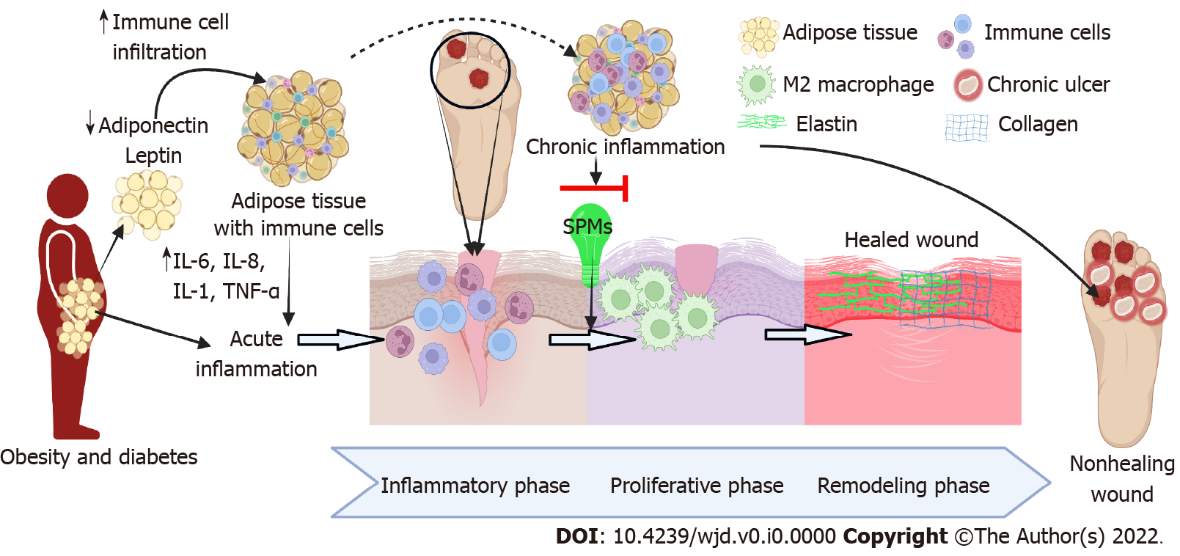 ↑ Immune cell
infiltration
↓ Adiponectin
Leptin
Adipose tissue
with immune cells
↑ IL-6, IL-8,
IL-1, TNF-α
Acute
inflammation
Obesity and diabetes
Chronic inflammation
SPMs
Adipose tissue
Immune cells
M2 macrophage
Chronic ulcer
Elastin
Collagen
Healed wound
Nonhealing
wound
Inflammatory phase
Proliferative phase
Remodeling phase
DOI: 10.4239/wjd.v0.i0.0000 Copyright ©The Author(s) 2022.